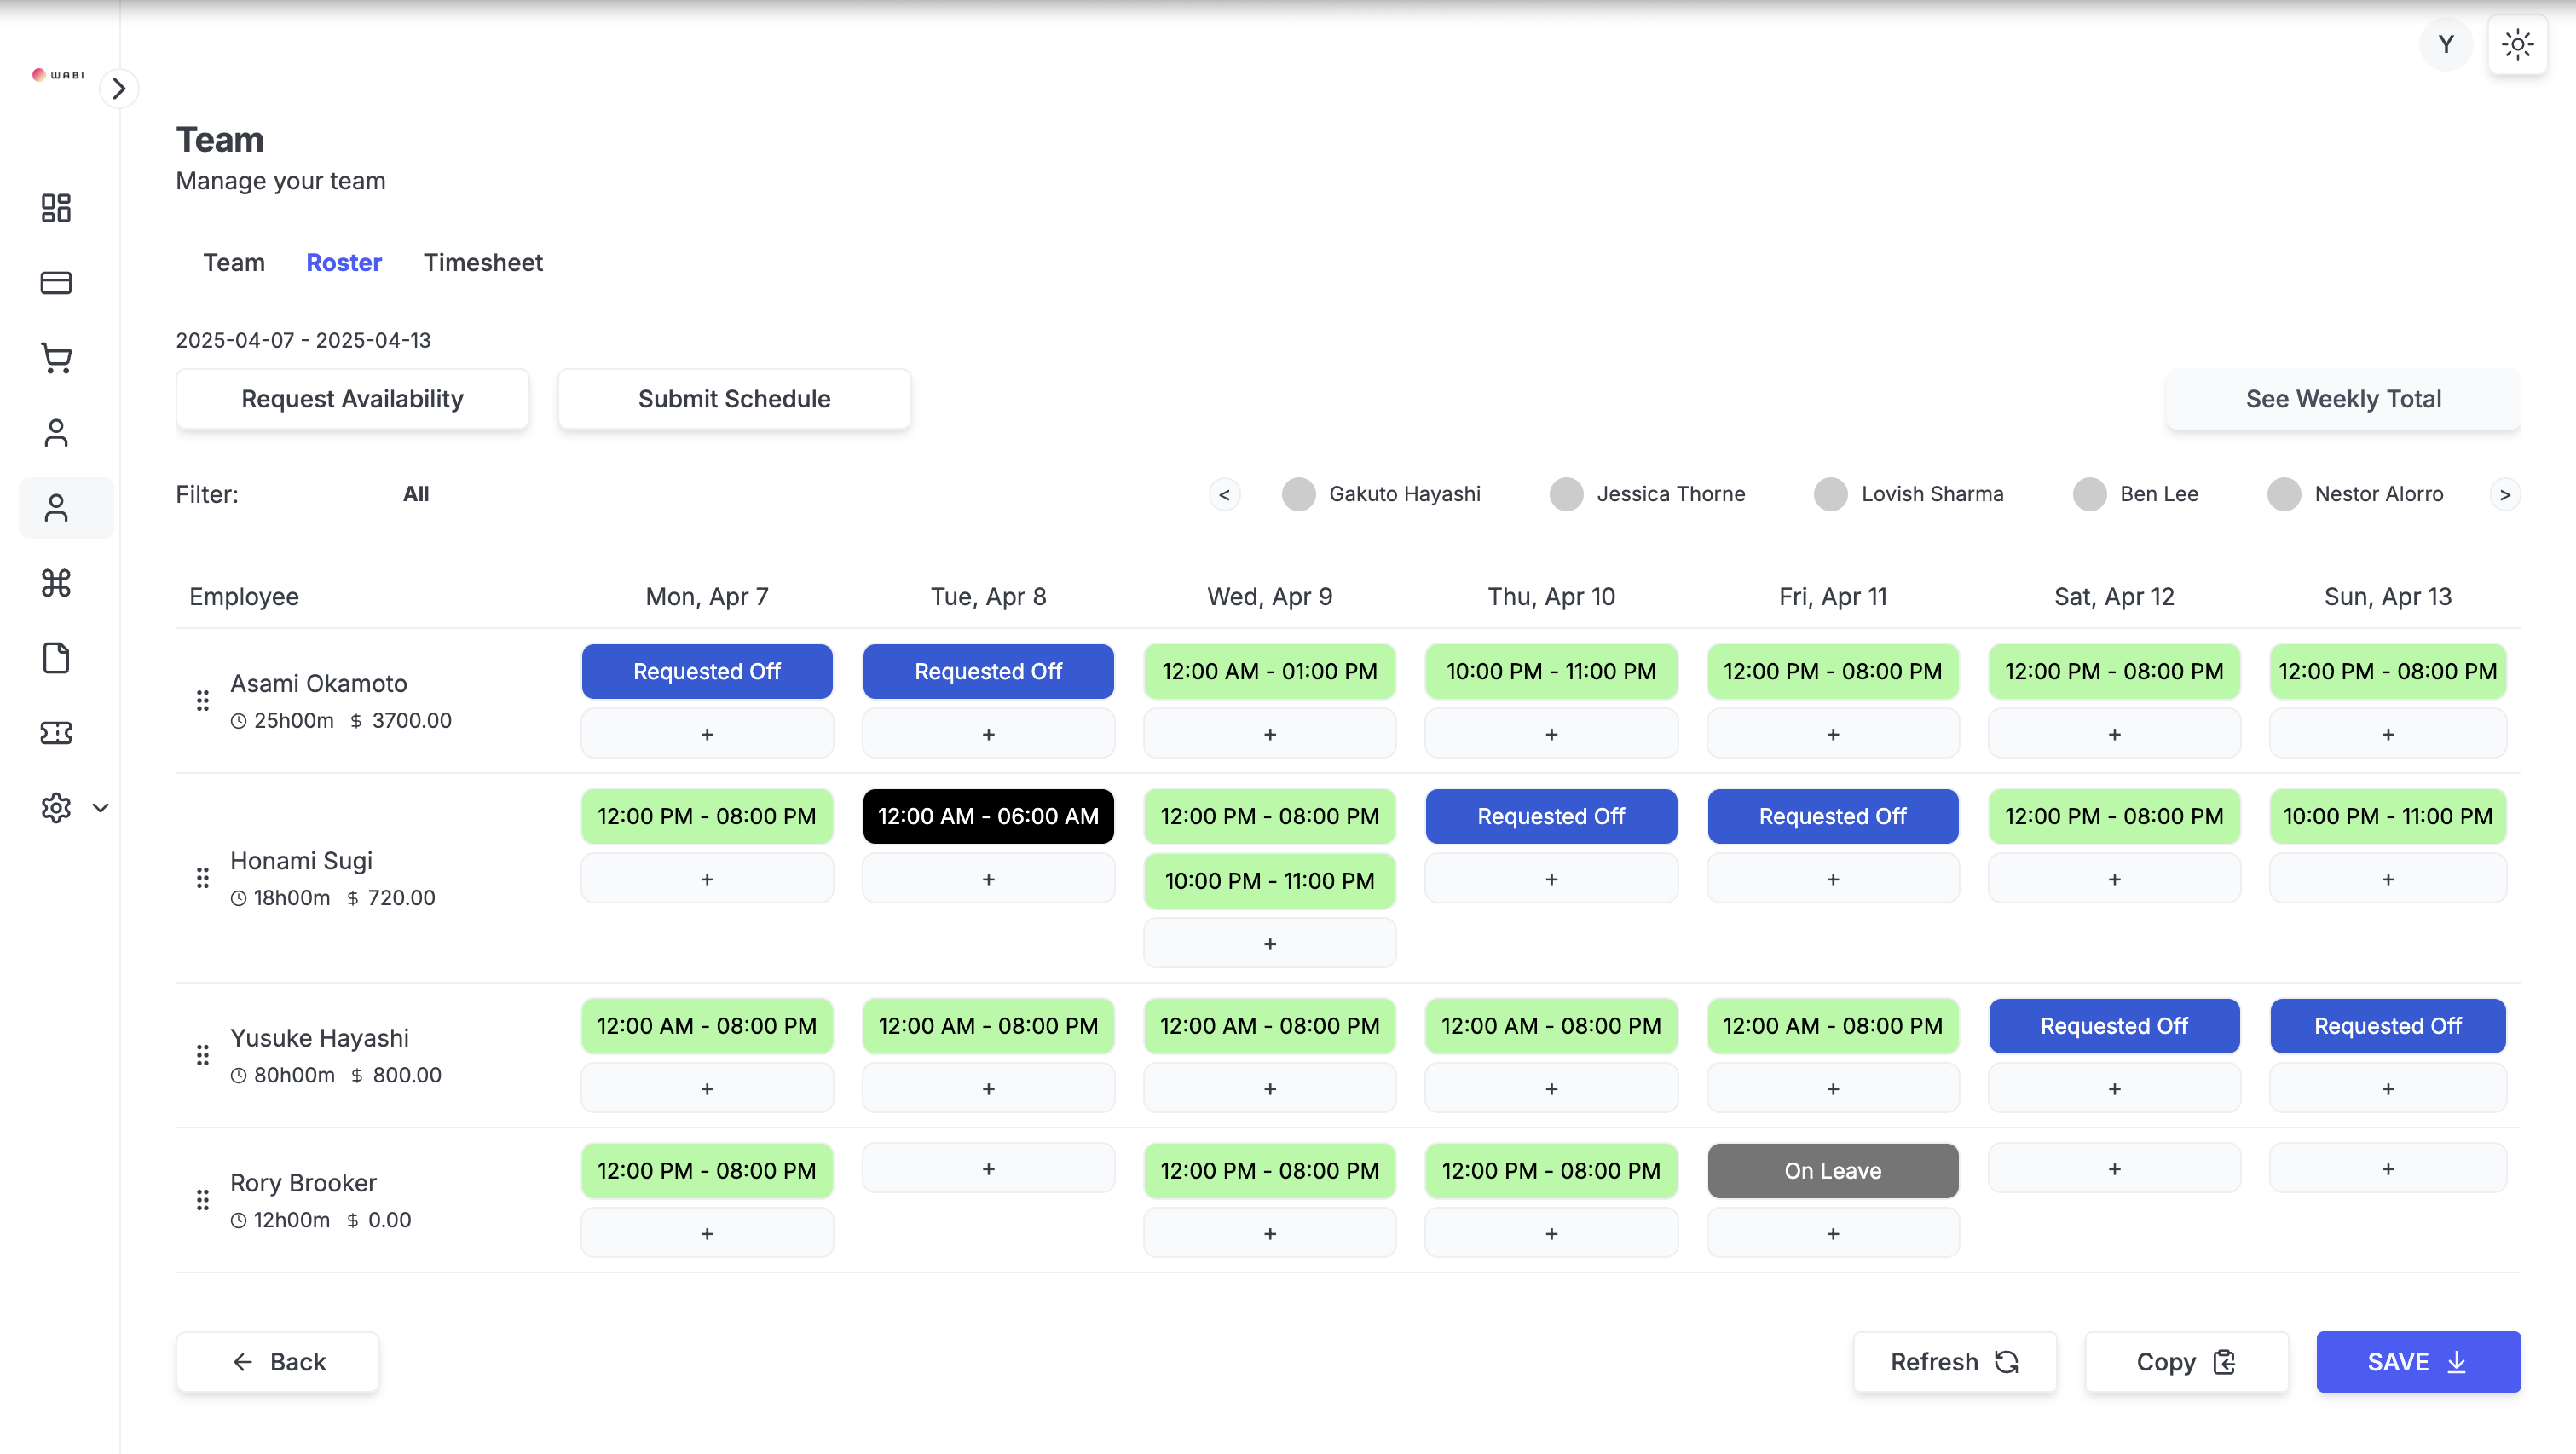 Y
WABI
Team
Manage your team
Team Roster Timesheet
2025-04-07 - 2025-04-13
Request Availability Submit Schedule See Weekly Total
Filter: All < Gakuto Hayashi Jessica Thorne Lovish Sharma Ben Lee Nestor Alorro >
Employee Mon, Apr 7 Tue, Apr 8 Wed, Apr 9 Thu, Apr 10 Fri, Apr 11 Sat, Apr 12 Sun, Apr 13
Requested Off Requested Off 12:00 AM - 01:00 PM 10:00 PM - 11:00 PM 12:00 PM - 08:00 PM 12:00 PM - 08:00 PM 12:00 PM - 08:00 PM
Asami Okamoto
25h00m $ 3700.00
+ + + + + + +
12:00 PM - 08:00 PM 12:00 AM - 06:00 AM 12:00 PM - 08:00 PM Requested Off Requested Off 12:00 PM - 08:00 PM 10:00 PM - 11:00 PM
Honami Sugi
+ + 10:00 PM - 11:00 PM + + + +
18h00m $ 720.00
+
12:00 AM - 08:00 PM 12:00 AM - 08:00 PM 12:00 AM - 08:00 PM 12:00 AM - 08:00 PM 12:00 AM - 08:00 PM Requested Off Requested Off
Yusuke Hayashi
80h00m $ 800.00
+ + + + + + +
12:00 PM - 08:00 PM + 12:00 PM - 08:00 PM 12:00 PM - 08:00 PM On Leave + +
Rory Brooker
12h00m $ 0.00
+ + + +
Back Refresh Copy SAVE